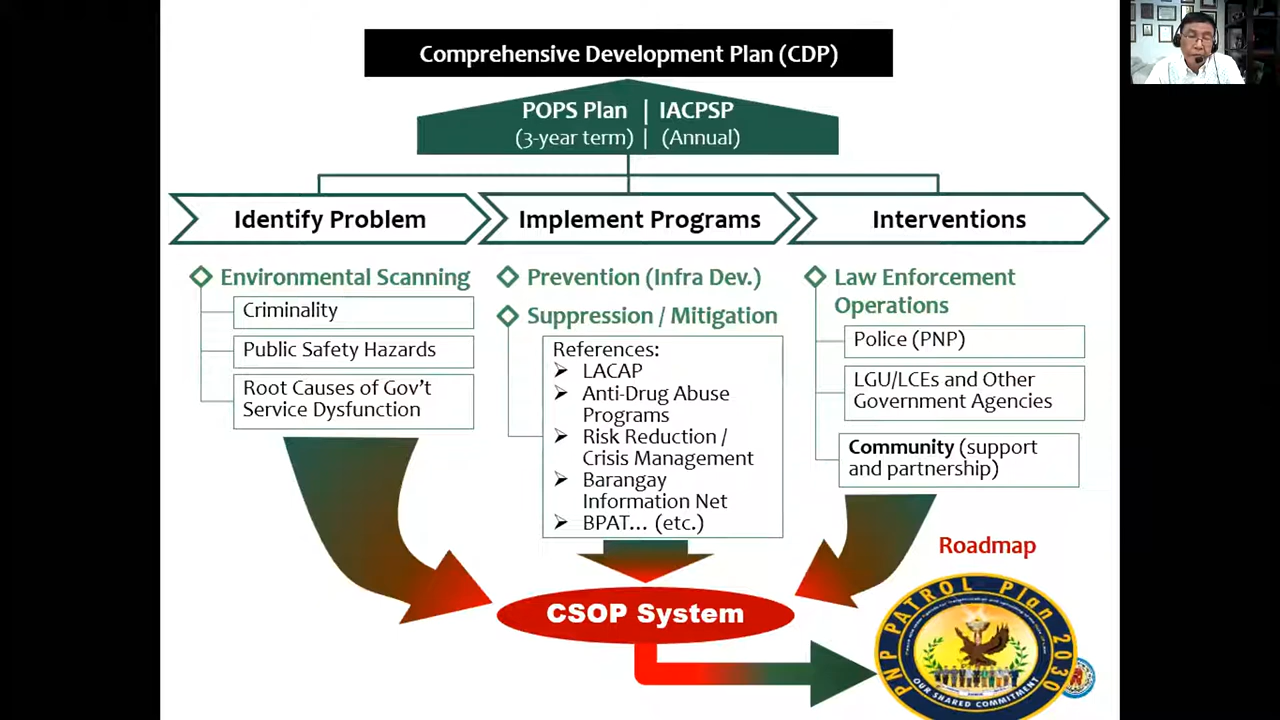 Comprehensive Development Plan (CDP)
POPS Plan | IACPSP
(3-year term) | (Annual)
Identify Problem
Implement Programs
Interventions
Environmental Scanning
Criminality
Public Safety Hazards
Root Causes of Gov't
Service Dysfunction
Prevention (Infra Dev.)
Suppression / Mitigation
References:
LACAP
Anti-Drug Abuse
Programs
Risk Reduction /
Crisis Management
Barangay
Information Net
BPAT... (etc.)
Law Enforcement
Operations
Police (PNP)
LGU/LCEs and Other
Government Agencies
Community (support
and partnership)
CSOP System
Roadmap
PNP PATROL Plan 2030
OUR SHARED COMMITMENT